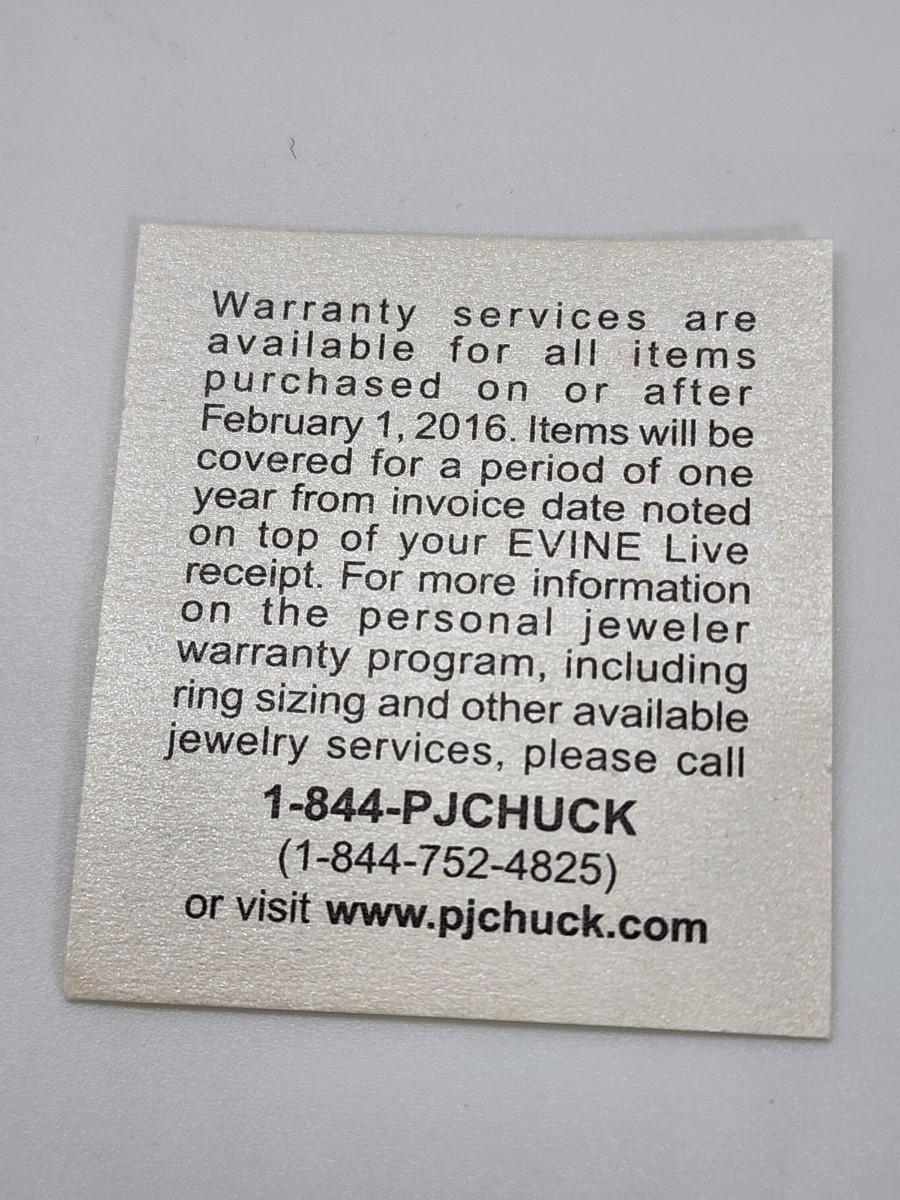 Warranty services are
available for all items
purchased on or after
February 1, 2016. Items will be
covered for a period of one
year from invoice date noted
on top of your EVINE Live
receipt. For more information
on the personal jeweler
warranty program, including
ring sizing and other available
jewelry services, please call
1-844-PJCHUCK
(1-844-752-4825)
or visit www.pjchuck.com